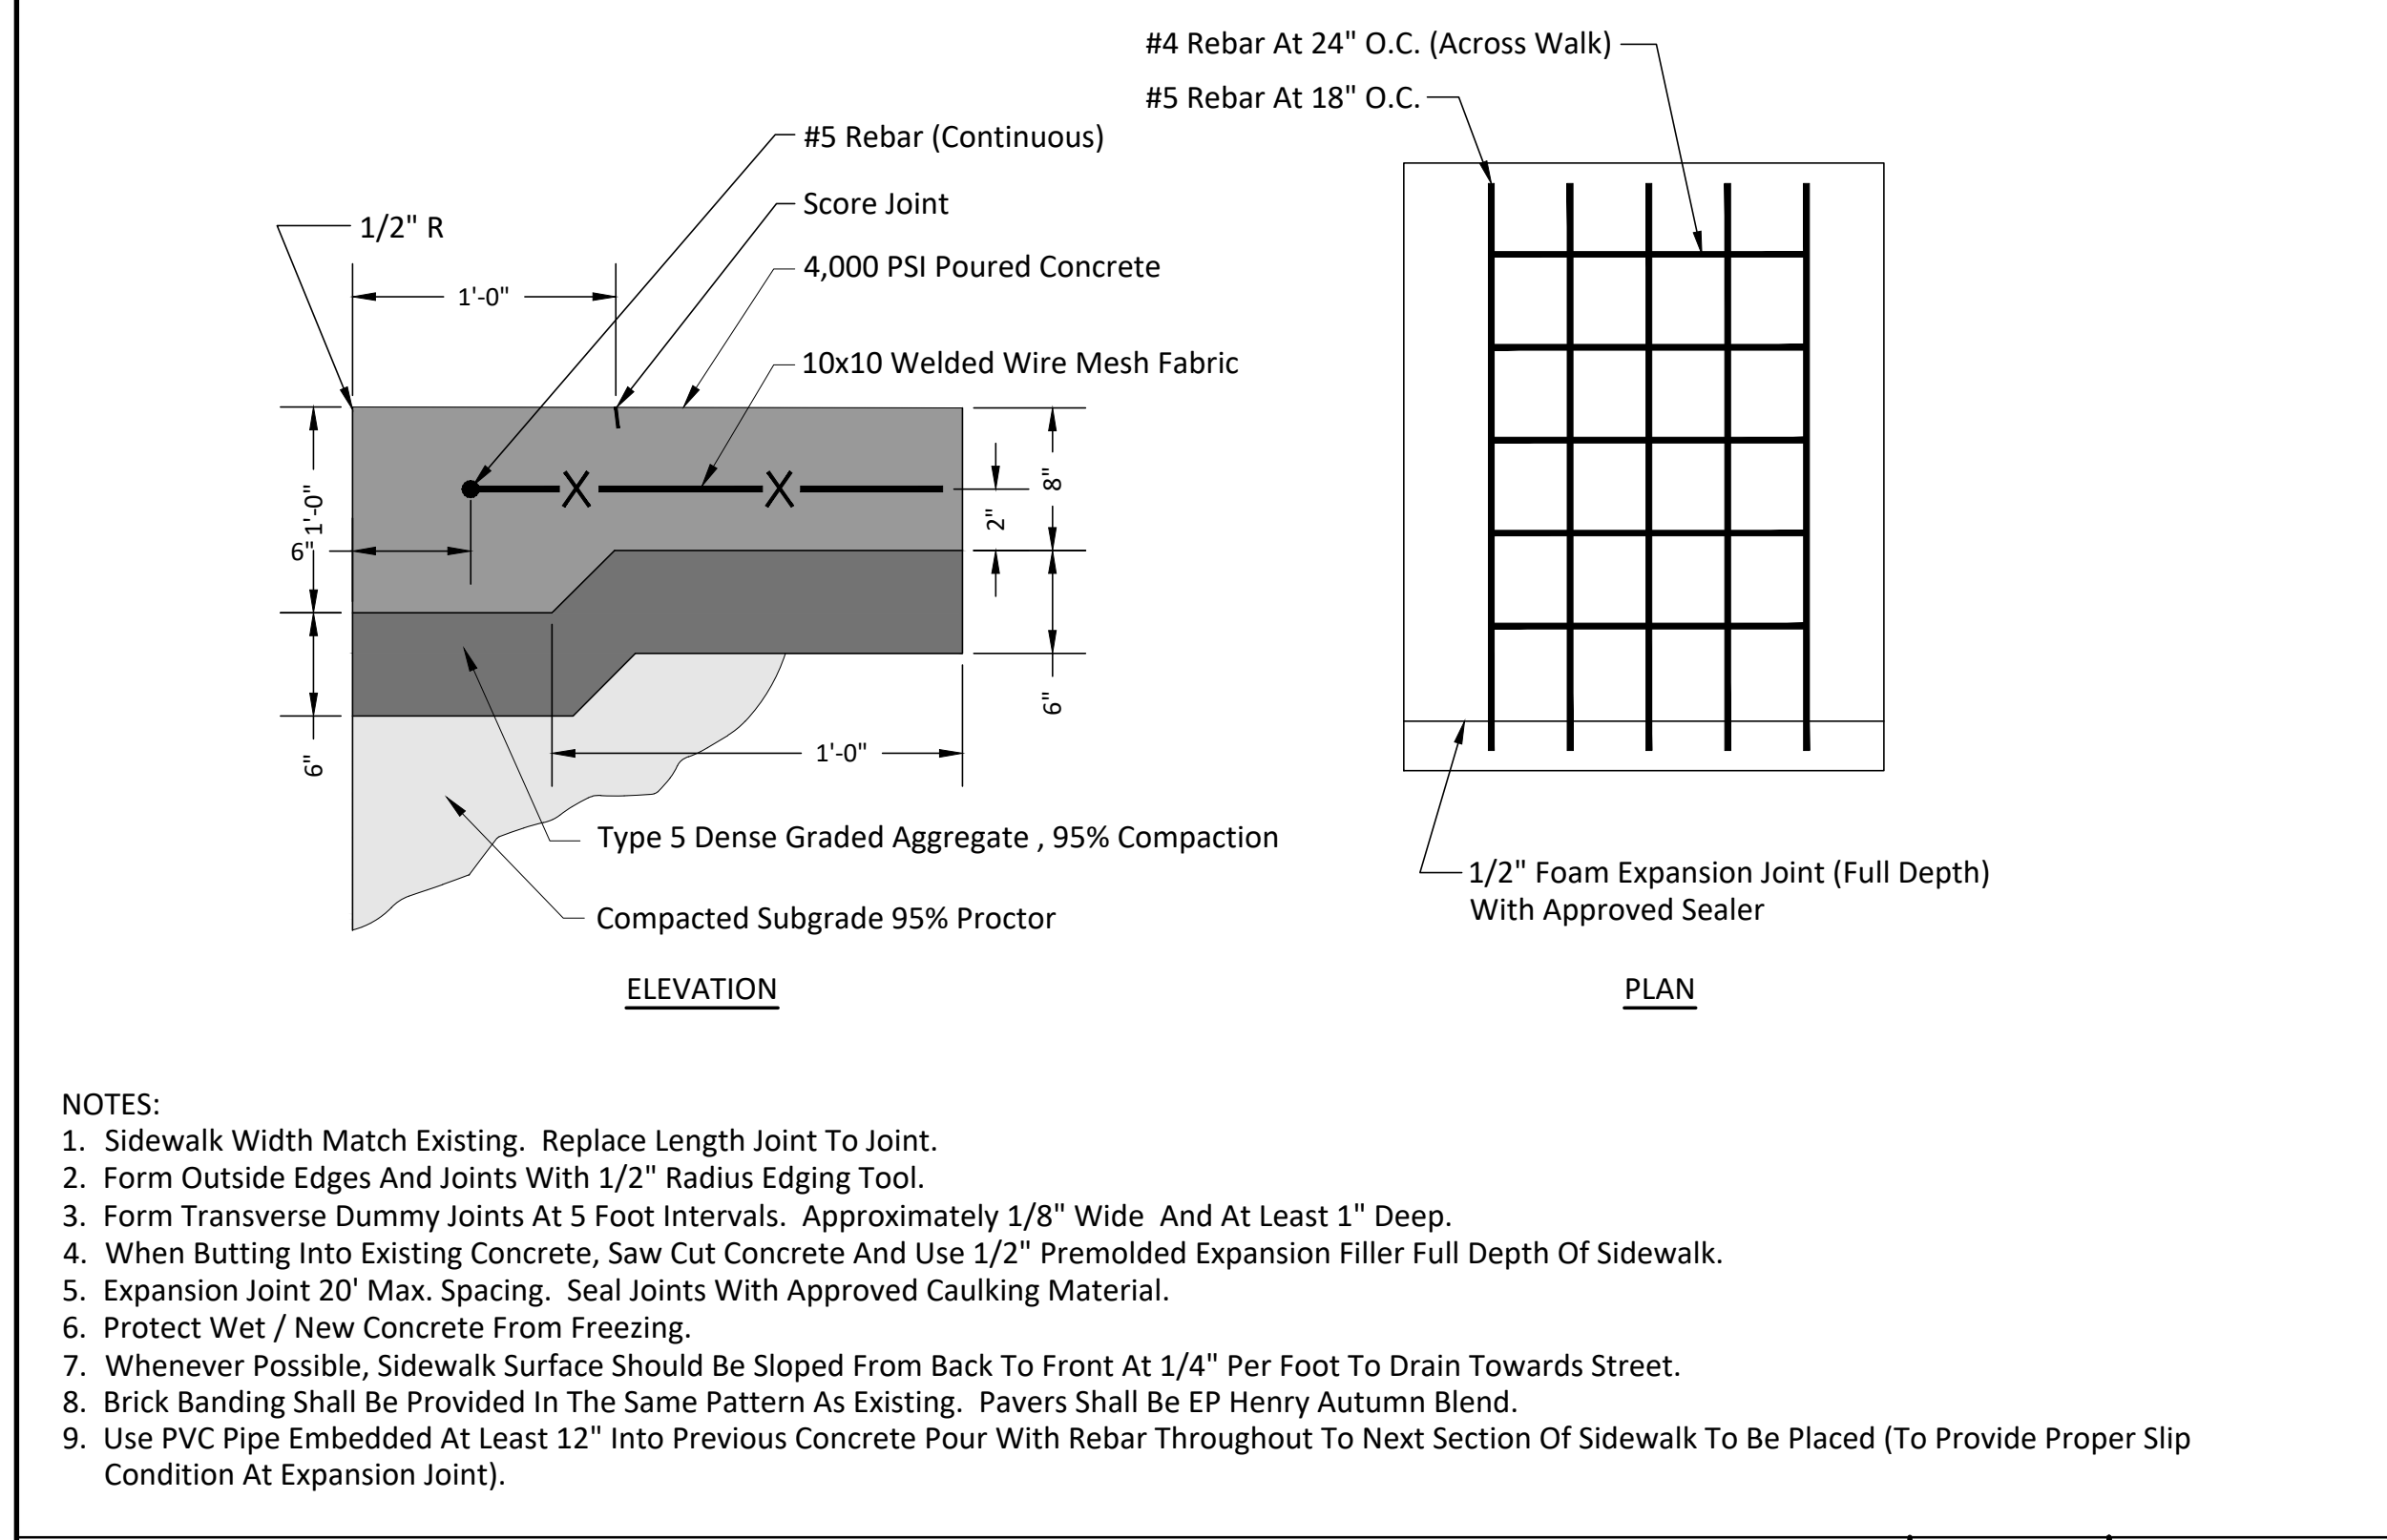 #4 Rebar At 24" O.C. (Across Walk)
#5 Rebar At 18" O.C.
#5 Rebar (Continuous)
Score Joint
1/2" R
4,000 PSI Poured Concrete
1'-0"
10x10 Welded Wire Mesh Fabric
1'-0"
6"
8"
2"
6"
6"
1'-0"
Type 5 Dense Graded Aggregate , 95% Compaction
Compacted Subgrade 95% Proctor
1/2" Foam Expansion Joint (Full Depth)
With Approved Sealer
ELEVATION
PLAN
NOTES:
1. Sidewalk Width Match Existing. Replace Length Joint To Joint.
2. Form Outside Edges And Joints With 1/2" Radius Edging Tool.
3. Form Transverse Dummy Joints At 5 Foot Intervals. Approximately 1/8" Wide And At Least 1" Deep.
4. When Butting Into Existing Concrete, Saw Cut Concrete And Use 1/2" Premolded Expansion Filler Full Depth Of Sidewalk.
5. Expansion Joint 20' Max. Spacing. Seal Joints With Approved Caulking Material.
6. Protect Wet / New Concrete From Freezing.
7. Whenever Possible, Sidewalk Surface Should Be Sloped From Back To Front At 1/4" Per Foot To Drain Towards Street.
8. Brick Banding Shall Be Provided In The Same Pattern As Existing. Pavers Shall Be EP Henry Autumn Blend.
9. Use PVC Pipe Embedded At Least 12" Into Previous Concrete Pour With Rebar Throughout To Next Section Of Sidewalk To Be Placed (To Provide Proper Slip
Condition At Expansion Joint).